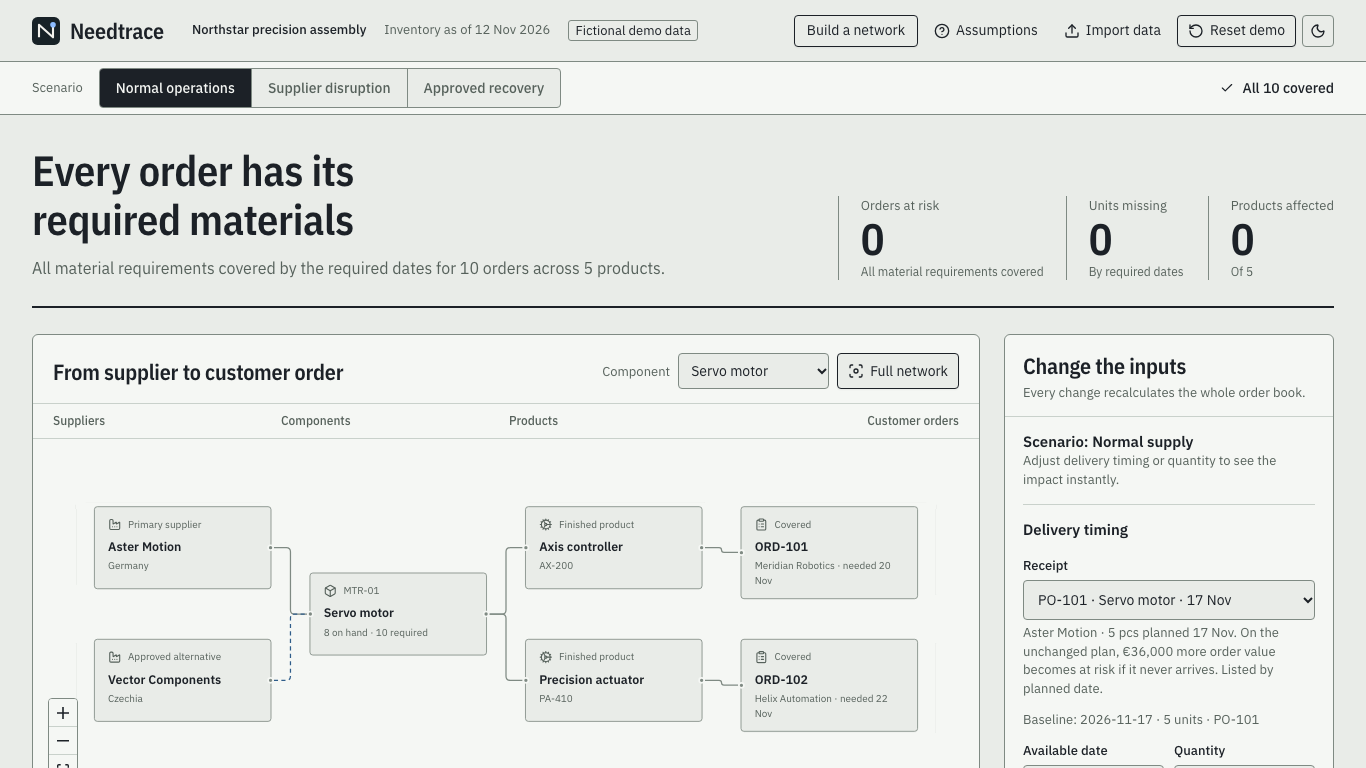 Needtrace
Northstar precision assembly
Inventory as of 12 Nov 2026
Fictional demo data
Build a network
Assumptions
Import data
Reset demo
Scenario
Normal operations
Supplier disruption
Approved recovery
All 10 covered
Every order has its
required materials
All material requirements covered by the required dates for 10 orders across 5 products.
Orders at risk
0
All material requirements covered
Units missing
0
By required dates
Products affected
0
Of 5
From supplier to customer order
Component
Servo motor
Full network
Suppliers
Components
Products
Customer orders
Primary supplier
Aster Motion
Germany
Approved alternative
Vector Components
Czechia
MTR-01
Servo motor
8 on hand · 10 required
Finished product
Axis controller
AX-200
Finished product
Precision actuator
PA-410
Covered
ORD-101
Meridian Robotics · needed 20
Nov
Covered
ORD-102
Helix Automation · needed 22
Nov
Change the inputs
Every change recalculates the whole order book.
Scenario: Normal supply
Adjust delivery timing or quantity to see the
impact instantly.
Delivery timing
Receipt
PO-101 · Servo motor · 17 Nov
Aster Motion · 5 pcs planned 17 Nov. On the
unchanged plan, €36,000 more order value
becomes at risk if it never arrives. Listed by
planned date.
Baseline: 2026-11-17 · 5 units · PO-101
Available date
Quantity